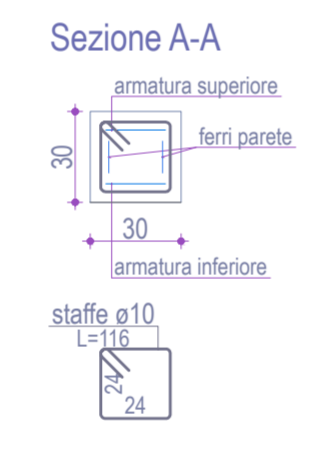 Sezione A-A
armatura superiore
ferri parete
30
30
armatura inferiore
staffe ø10
L=116
24
24